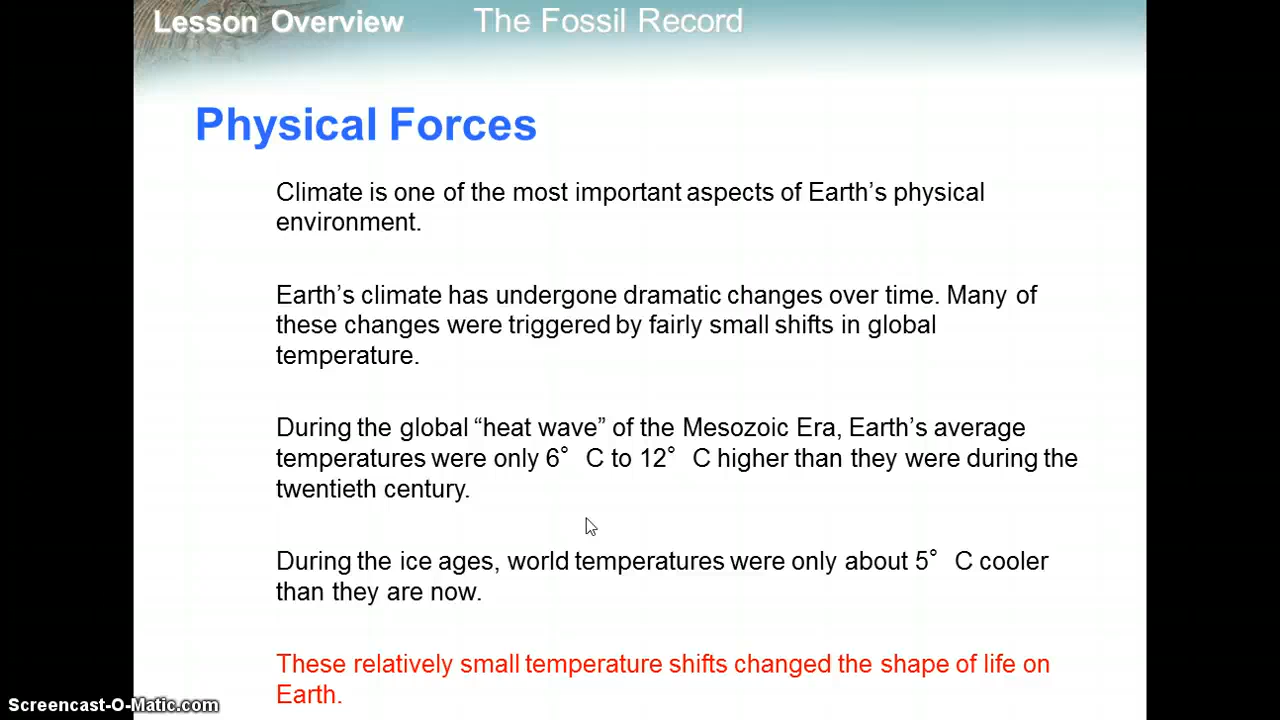 Lesson Overview The Fossil Record
Physical Forces
Climate is one of the most important aspects of Earth’s physical
environment.
Earth’s climate has undergone dramatic changes over time. Many of
these changes were triggered by fairly small shifts in global
temperature.
During the global “heat wave” of the Mesozoic Era, Earth’s average
temperatures were only 6° C to 12° C higher than they were during the
twentieth century.
During the ice ages, world temperatures were only about 5° C cooler
than they are now.
These relatively small temperature shifts changed the shape of life on
Earth.
Screencast-O-Matic.com